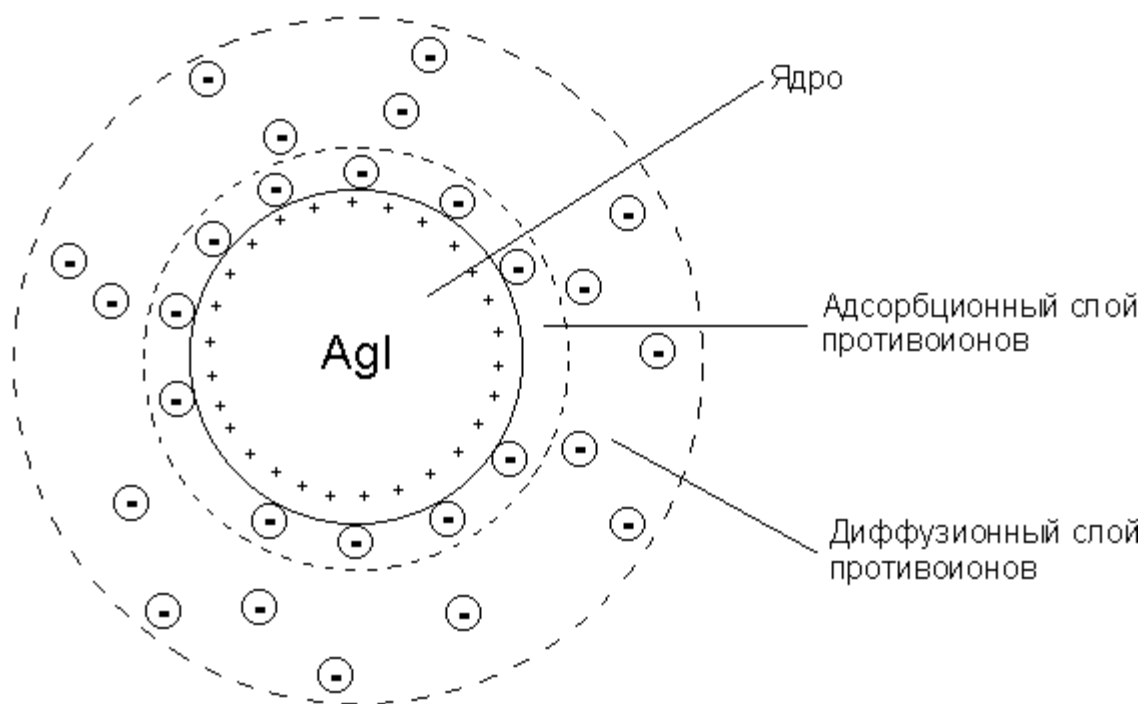 Ядро
Адсорбционный слой
противоионов
AgI
Диффузионный слой
противоионов